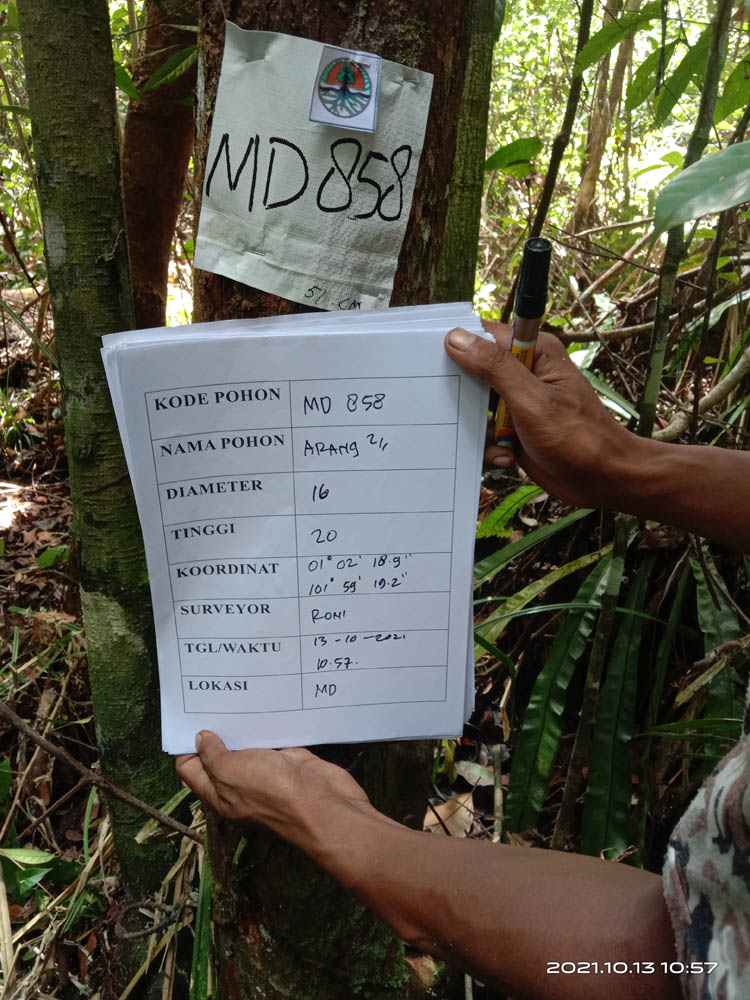 MD 858
51 cm
KODE POHON MD 858
NAMA POHON ARANG 2/1
DIAMETER 16
TINGGI 20
KOORDINAT 01° 02' 18.9"
101° 59' 19.2"
SURVEYOR RONI
TGL/WAKTU 13-10-2021
10.57.
LOKASI MD
2021.10.13 10:57